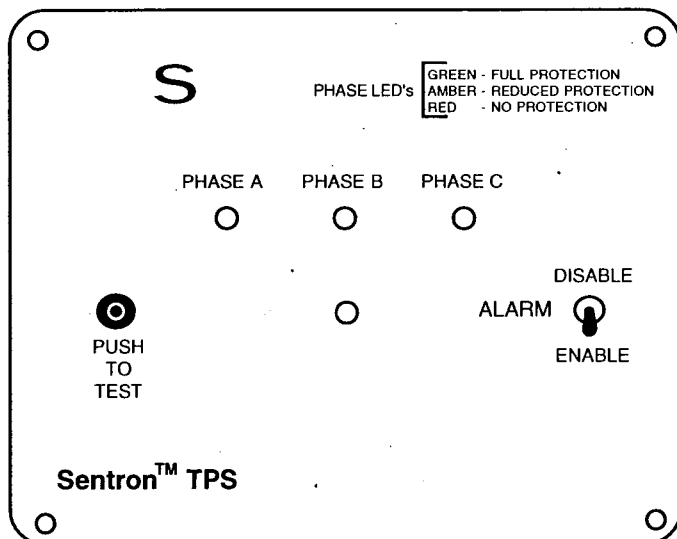 S
PHASE LED's
GREEN - FULL PROTECTION
AMBER - REDUCED PROTECTION
RED - NO PROTECTION
PHASE A PHASE B PHASE C
DISABLE
ALARM
ENABLE
PUSH
TO
TEST
Sentron™ TPS